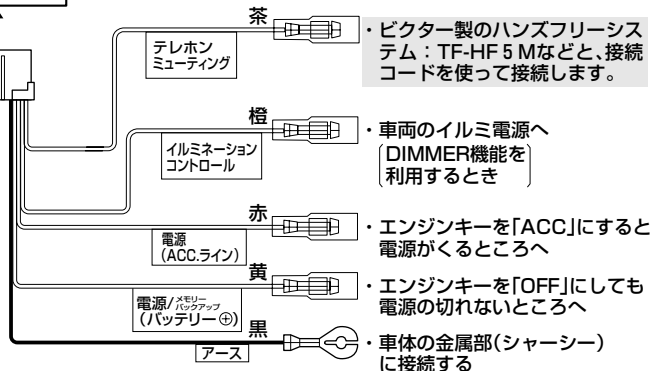 茶
テレホン
ミューティング
・ビクター製のハンズフリーシス
テム：TF-HF 5 Mなどと、接続
コードを使って接続します。
橙
イルミネーション
コントロール
・車両のイルミ電源へ
DIMMER機能を
利用するとき
赤
電源
（ACC.ライン）
・エンジンキーを「ACC」にすると
電源がくるところへ
黄
電源/メモリーバックアップ
（バッテリー⊕）
・エンジンキーを「OFF」にしても
電源の切れないところへ
黒
アース
・車体の金属部（シャーシー）
に接続する